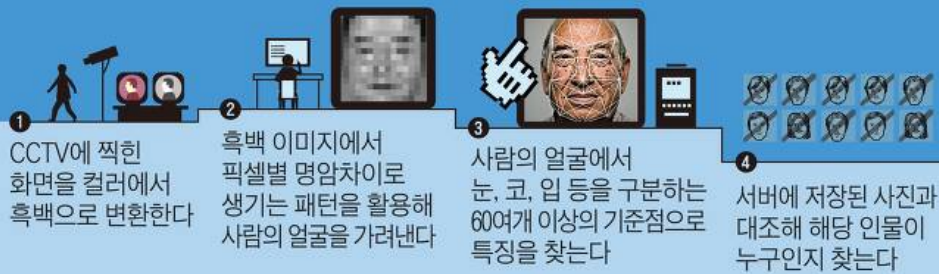 1
CCTV에 찍힌
화면을 컬러에서
흑백으로 변환한다
2
흑백 이미지에서
픽셀별 명암차이로
생기는 패턴을 활용해
사람의 얼굴을 가려낸다
3
사람의 얼굴에서
눈, 코, 입 등을 구분하는
60여개 이상의 기준점으로
특징을 찾는다
4
서버에 저장된 사진과
대조해 해당 인물이
누구인지 찾는다